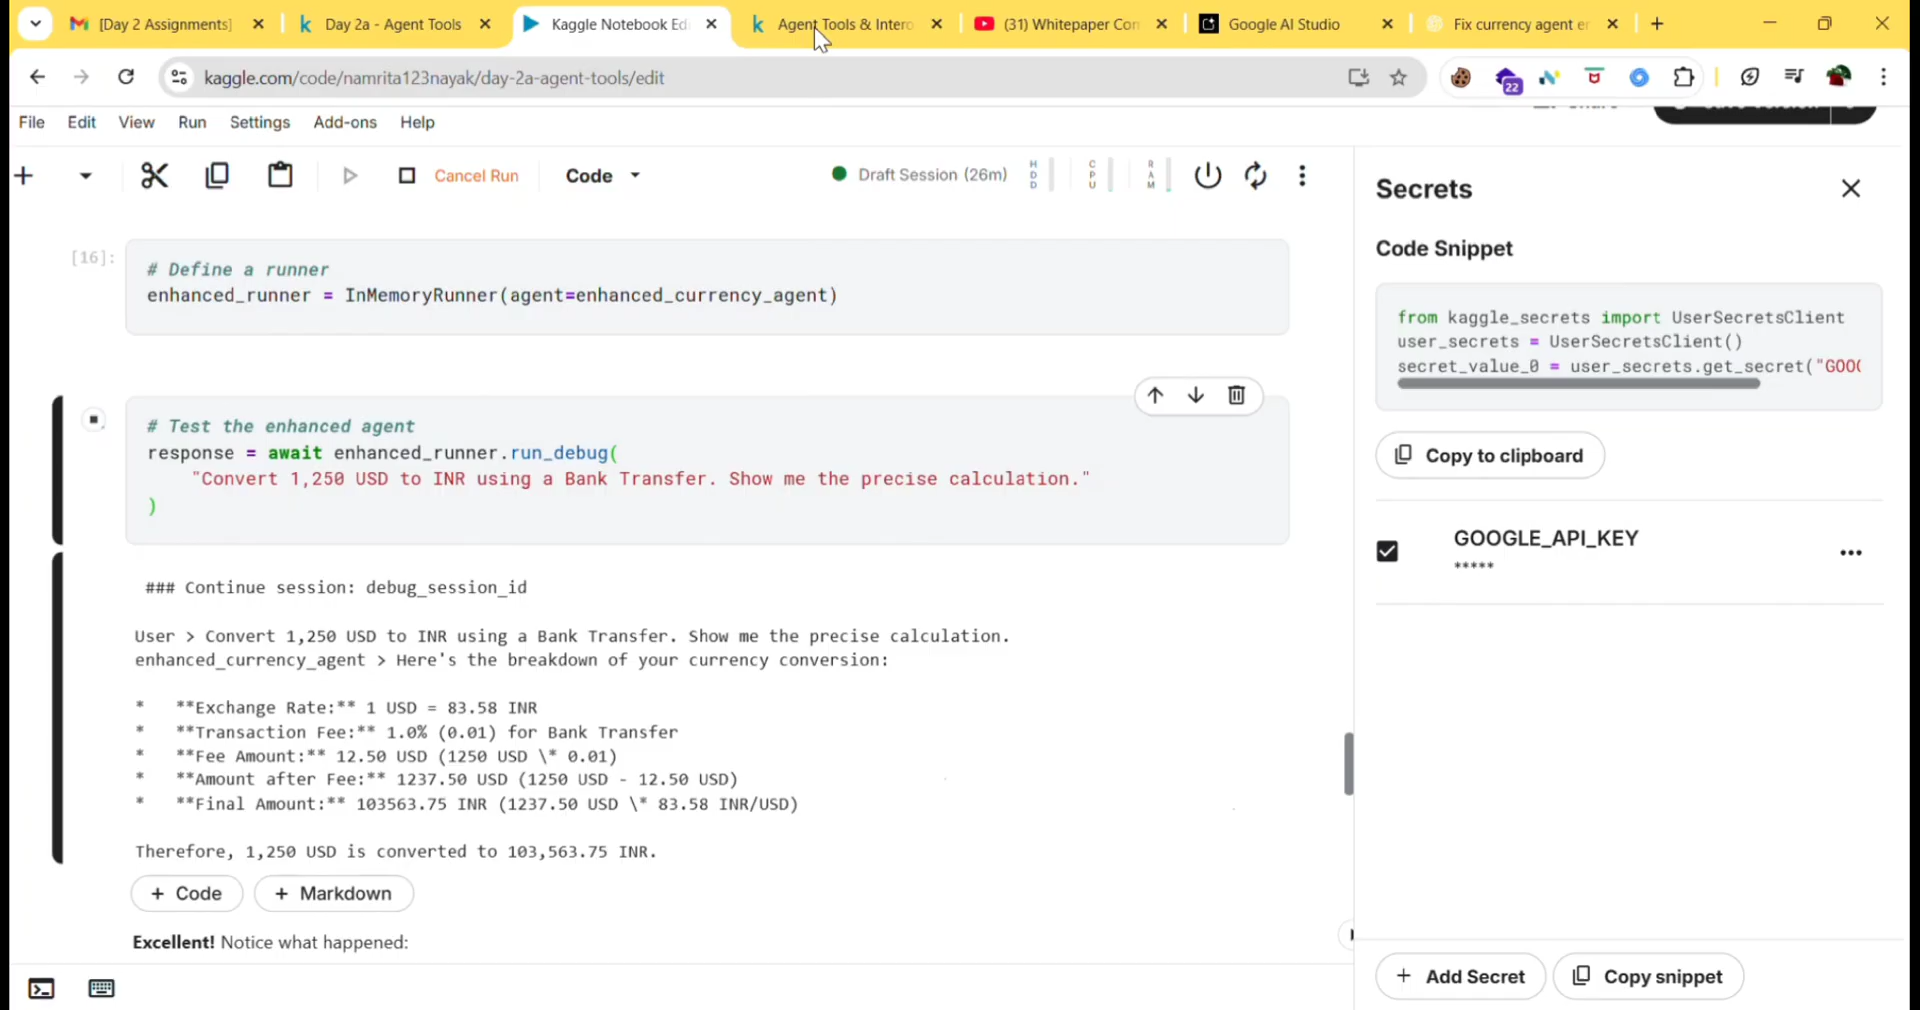 [Day 2 Assignments]
Day 2a - Agent Tools
Kaggle Notebook Edi
Agent Tools & Intero
(31) Whitepaper Com
Google AI Studio
Fix currency agent er
kaggle.com/code/namrita123nayak/day-2a-agent-tools/edit
22
File Edit View Run Settings Add-ons Help
Cancel Run
Code
Draft Session (26m)
HDD
CPU
RAM
[16]:
# Define a runner
enhanced_runner = InMemoryRunner(agent=enhanced_currency_agent)
# Test the enhanced agent
response = await enhanced_runner.run_debug(
"Convert 1,250 USD to INR using a Bank Transfer. Show me the precise calculation."
)
### Continue session: debug_session_id
User > Convert 1,250 USD to INR using a Bank Transfer. Show me the precise calculation.
enhanced_currency_agent > Here's the breakdown of your currency conversion:
* **Exchange Rate:** 1 USD = 83.58 INR
* **Transaction Fee:** 1.0% (0.01) for Bank Transfer
* **Fee Amount:** 12.50 USD (1250 USD \* 0.01)
* **Amount after Fee:** 1237.50 USD (1250 USD - 12.50 USD)
* **Final Amount:** 103563.75 INR (1237.50 USD \* 83.58 INR/USD)
Therefore, 1,250 USD is converted to 103,563.75 INR.
+ Code + Markdown
Excellent! Notice what happened:
Secrets
Code Snippet
from kaggle_secrets import UserSecretsClient
user_secrets = UserSecretsClient()
secret_value_0 = user_secrets.get_secret("GOO
Copy to clipboard
GOOGLE_API_KEY
*****
+ Add Secret
Copy snippet